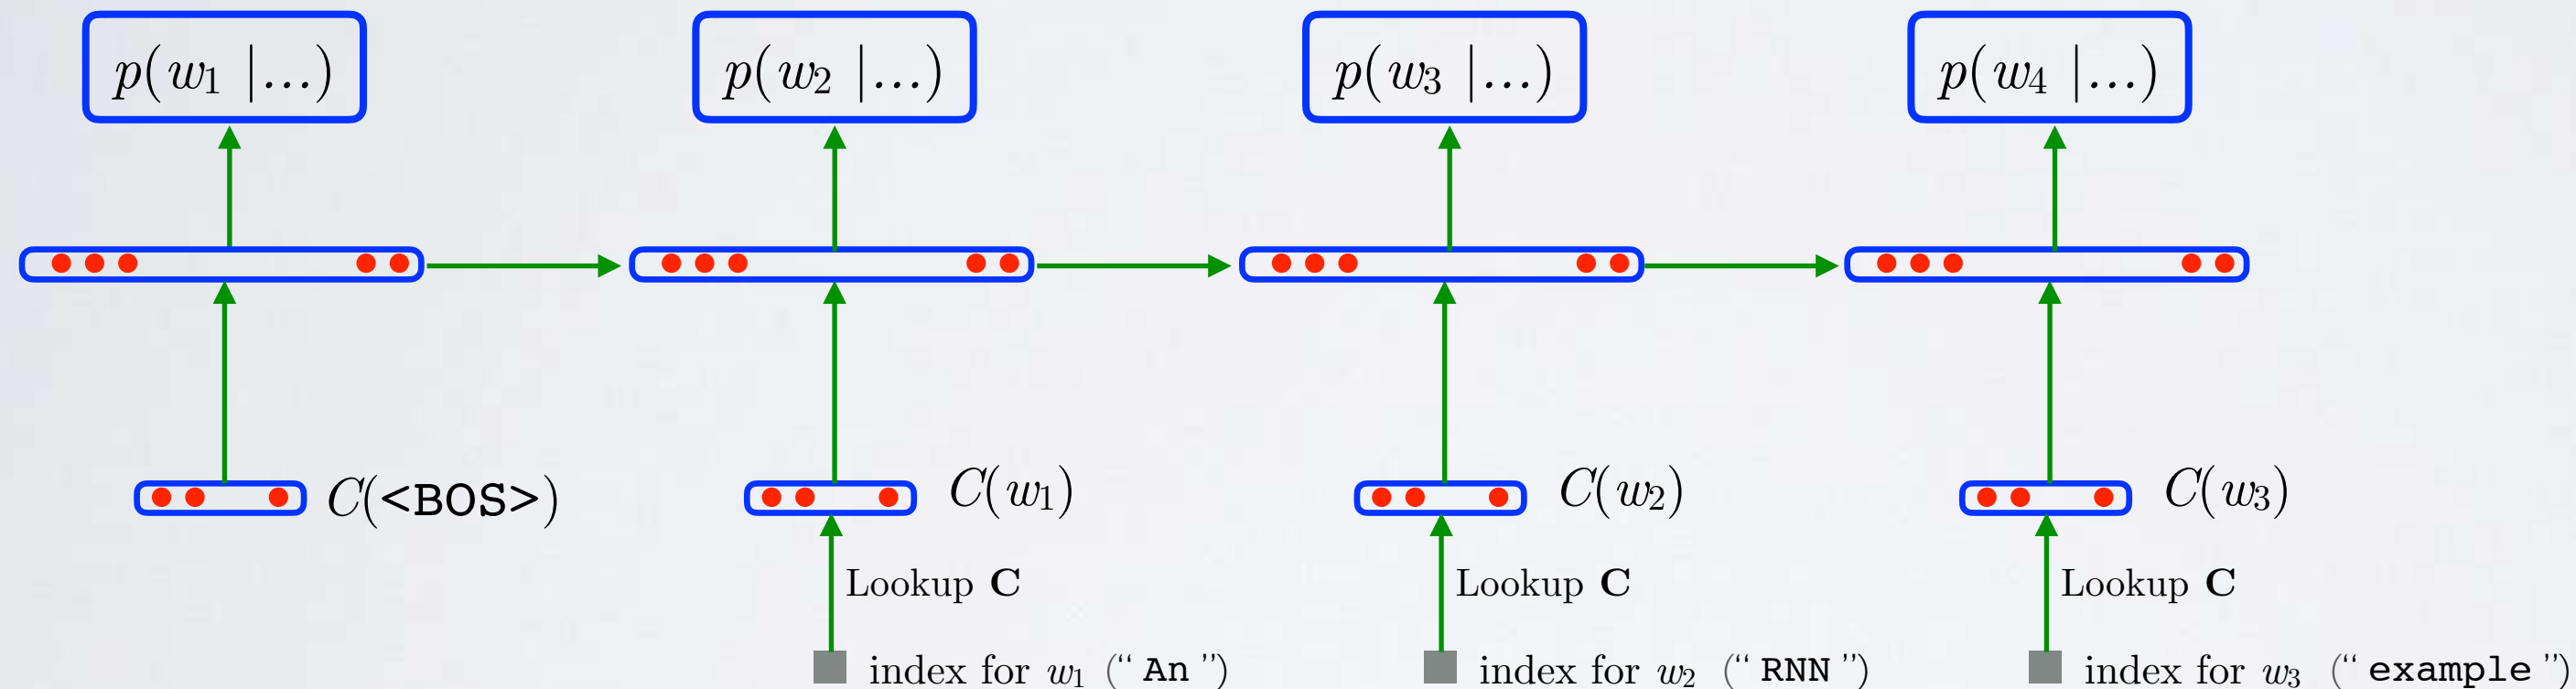 p(w₁ |...) p(w₂ |...) p(w₃ |...) p(w₄ |...)
C(<BOS>) C(w₁) C(w₂) C(w₃)
Lookup C Lookup C Lookup C
index for w₁ (“ An ”) index for w₂ (“ RNN ”) index for w₃ (“ example ”)